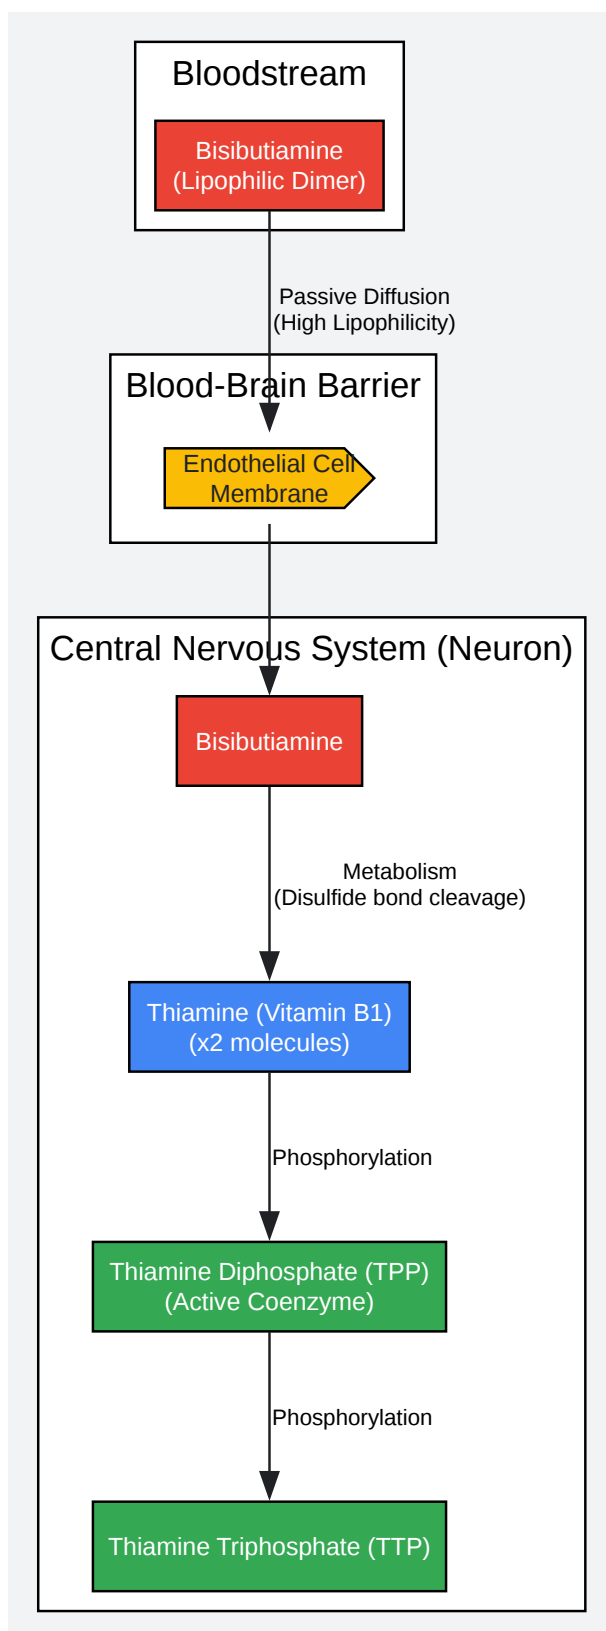 Bloodstream
Bisibutiamine
(Lipophilic Dimer)
Passive Diffusion
(High Lipophilicity)
Blood-Brain Barrier
Endothelial Cell
Membrane
Central Nervous System (Neuron)
Bisibutiamine
Metabolism
(Disulfide bond cleavage)
Thiamine (Vitamin B1)
(x2 molecules)
Phosphorylation
Thiamine Diphosphate (TPP)
(Active Coenzyme)
Phosphorylation
Thiamine Triphosphate (TTP)